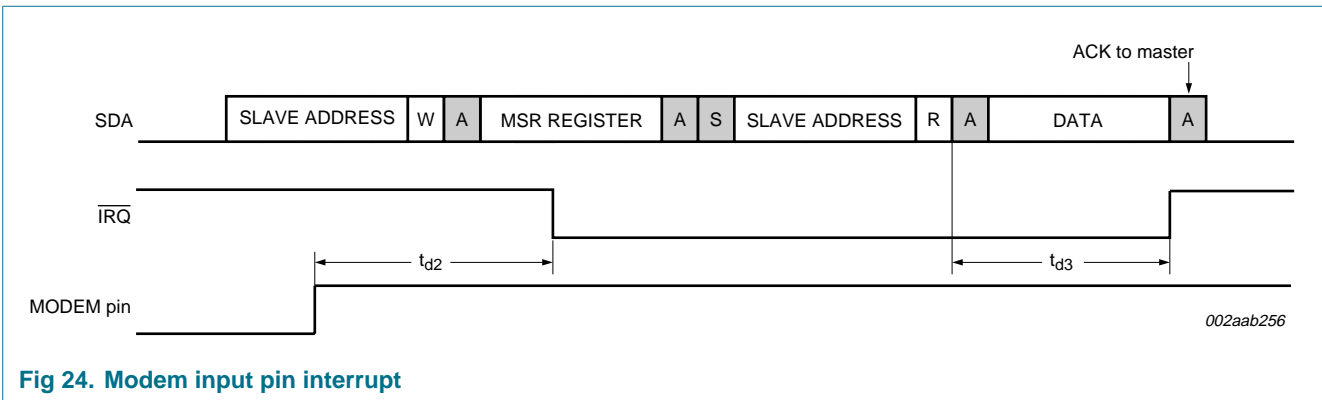 ACK to master
SDA SLAVE ADDRESS W A MSR REGISTER A S SLAVE ADDRESS R A DATA A
IRQ
td2 td3
MODEM pin
002aab256
Fig 24. Modem input pin interrupt